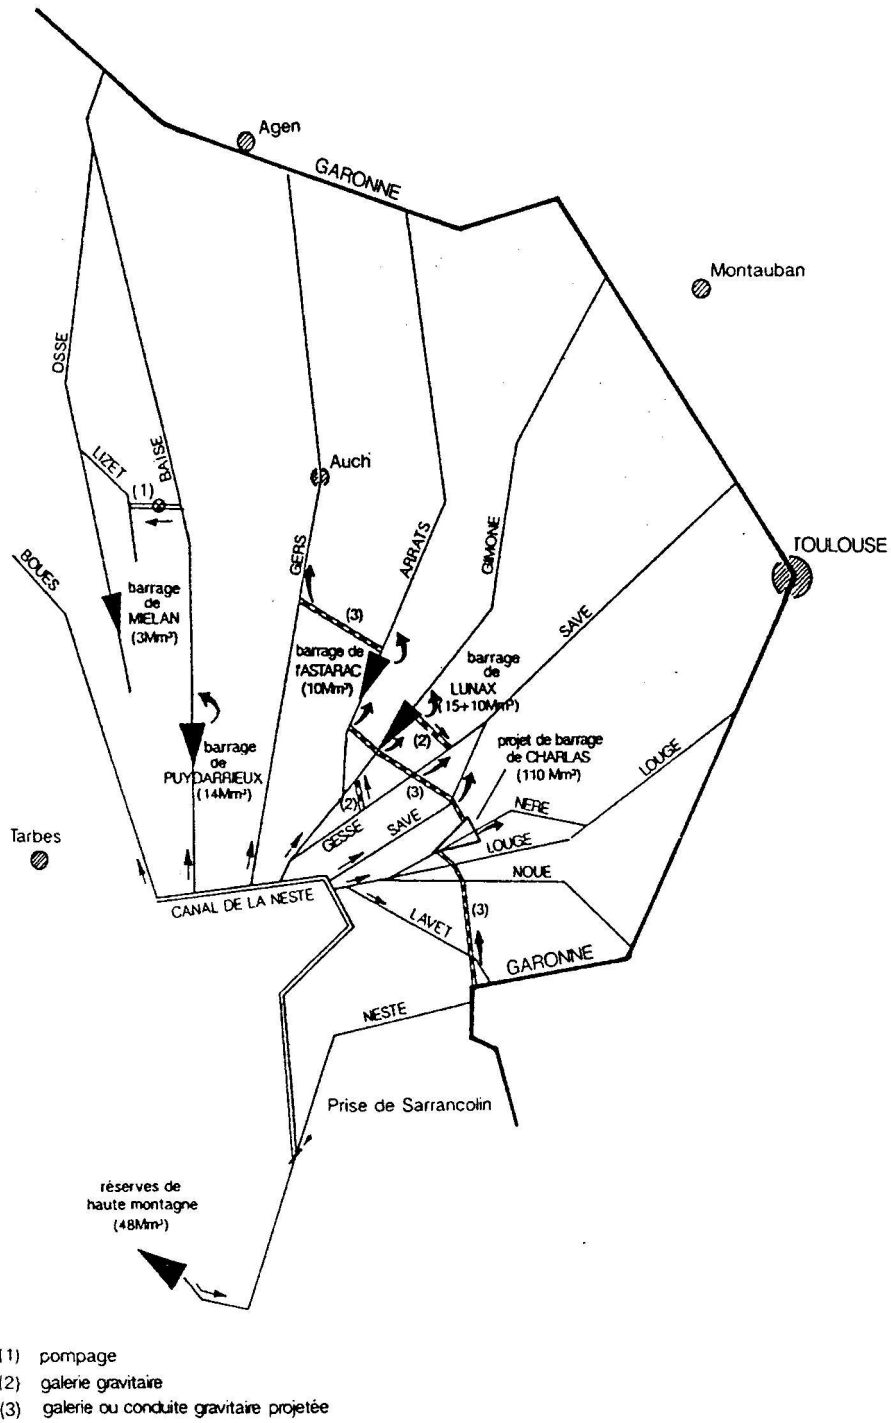 Agen
GARONNE
Montauban
OSSE
LIZET
BAISE
(1)
Auch
BOUES
GERS
ARRATS
GIMONE
TOULOUSE
SAVE
barrage
de
MIELAN
(3Mm³)
(3)
barrage de
l'ASTARAC
(10Mm³)
barrage
de
LUNAX
(15+10Mm³)
(2)
projet de barrage
de CHARLAS
(110 Mm³)
LOUGE
barrage
de
PUYDARRIEUX
(14Mm³)
(2)
(3)
GESSE
SAVE
NERE
LOUGE
Tarbes
NOUE
CANAL DE LA NESTE
LAVET
(3)
GARONNE
NESTE
Prise de Sarrancolin
réserves de
haute montagne
(48Mm³)
(1) pompage
(2) galerie gravitaire
(3) galerie ou conduite gravitaire projetée